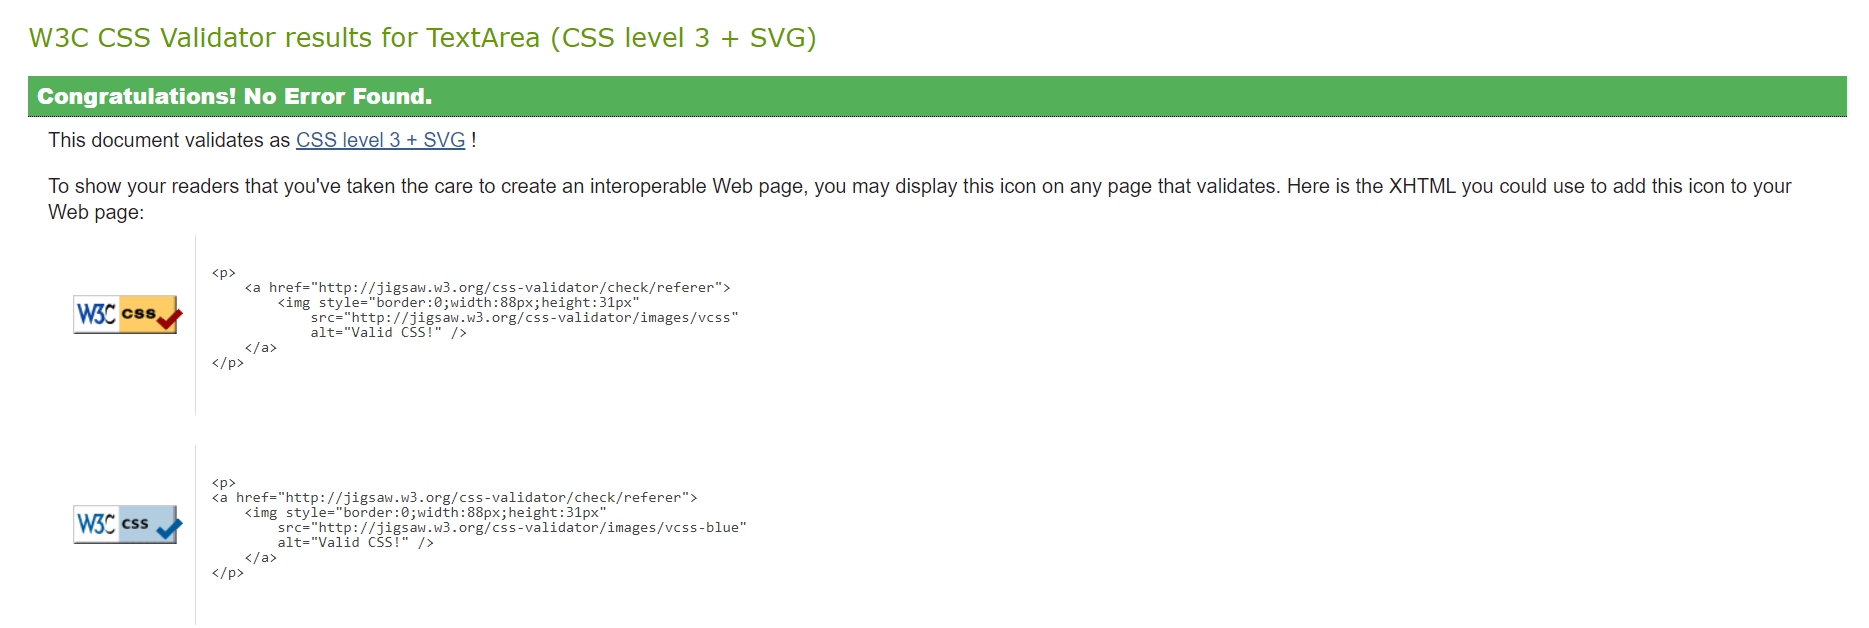 W3C CSS Validator results for TextArea (CSS level 3 + SVG)
Congratulations! No Error Found.
This document validates as CSS level 3 + SVG !
To show your readers that you've taken the care to create an interoperable Web page, you may display this icon on any page that validates. Here is the XHTML you could use to add this icon to your
Web page:
<p>
    <a href="http://jigsaw.w3.org/css-validator/check/referer">
        <img style="border:0;width:88px;height:31px"
            src="http://jigsaw.w3.org/css-validator/images/vcss"
            alt="Valid CSS!" />
    </a>
</p>
W3C css
<p>
<a href="http://jigsaw.w3.org/css-validator/check/referer">
    <img style="border:0;width:88px;height:31px"
        src="http://jigsaw.w3.org/css-validator/images/vcss-blue"
        alt="Valid CSS!" />
    </a>
</p>
W3C css